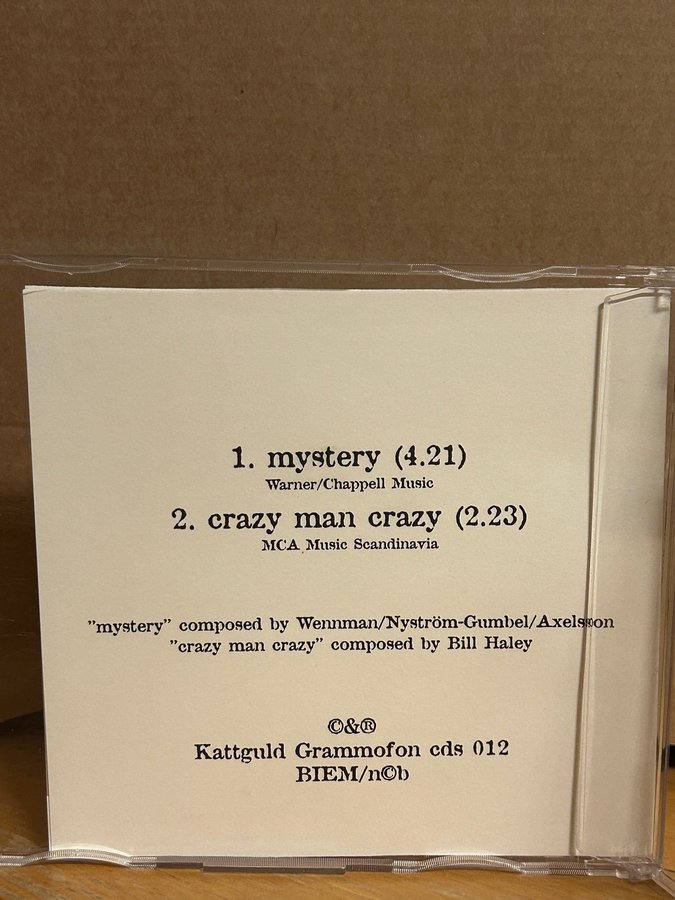 1. mystery (4.21)
Warner/Chappell Music
2. crazy man crazy (2.23)
MCA Music Scandinavia
"mystery" composed by Wennman/Nyström-Gumbel/Axelsson
"crazy man crazy" composed by Bill Haley
©&®
Kattguld Grammofon cds 012
BIEM/n©b